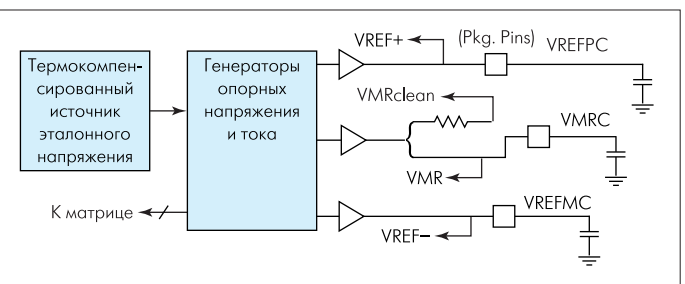 Термокомпен-
сированный
источник
эталонного
напряжения
Генераторы
опорных
напряжения
и тока
К матрице
VREF+
(Pkg. Pins)
VREFPC
VMRclean
VMRC
VMR
VREFMC
VREF–